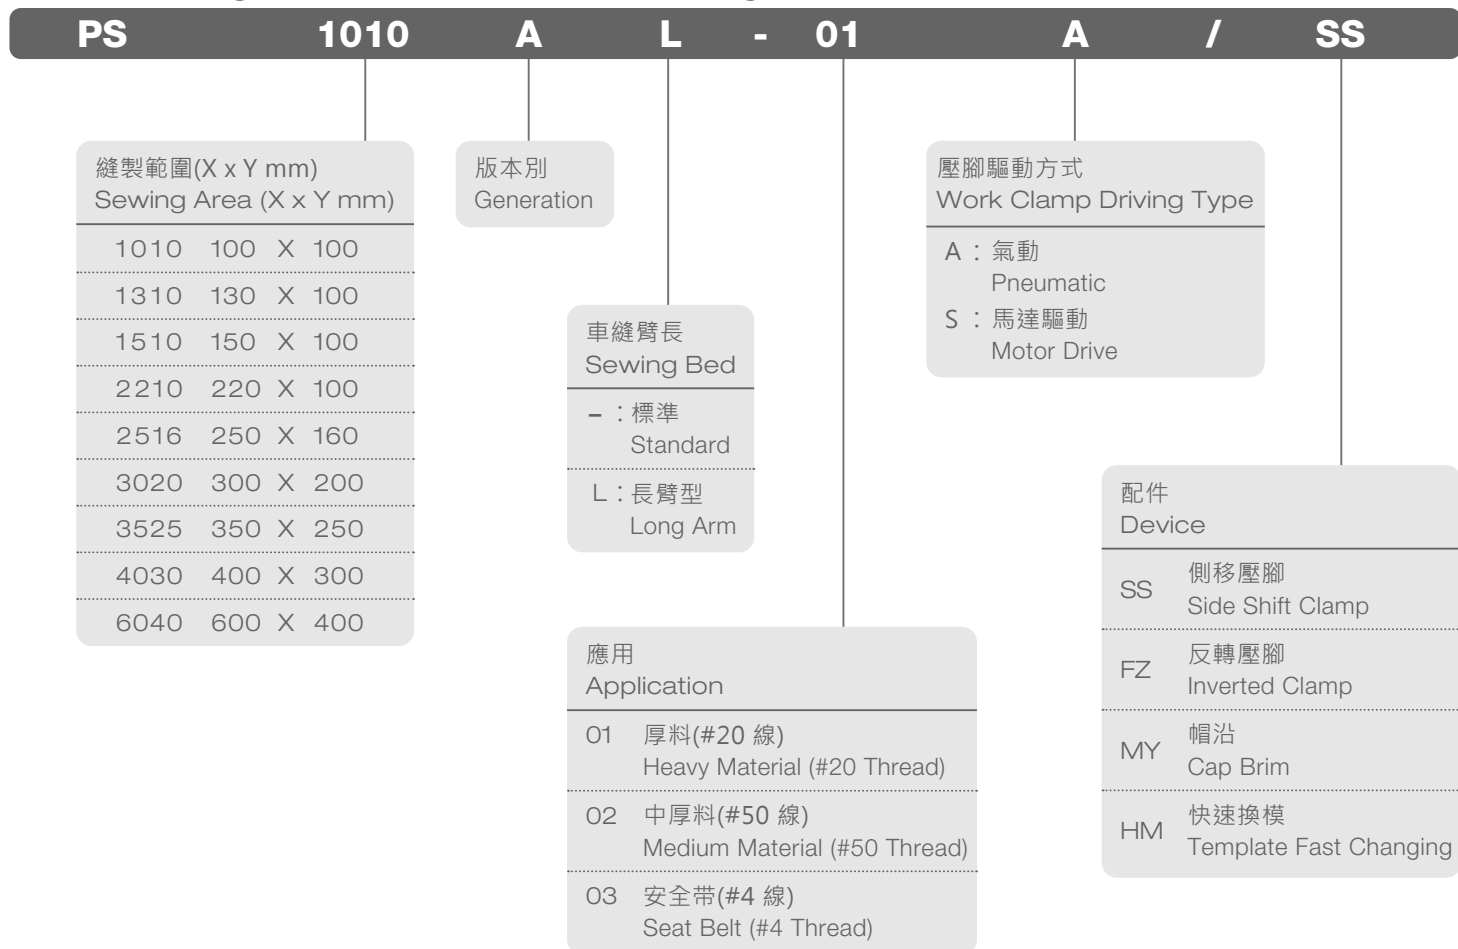 PS 1010 A L - 01 A / SS
縫製範圍(X x Y mm)
Sewing Area (X x Y mm)
1010 100 X 100
1310 130 X 100
1510 150 X 100
2210 220 X 100
2516 250 X 160
3020 300 X 200
3525 350 X 250
4030 400 X 300
6040 600 X 400
版本別
Generation
車縫臂長
Sewing Bed
–：標準
Standard
L：長臂型
Long Arm
應用
Application
01 厚料(#20 線)
Heavy Material (#20 Thread)
02 中厚料(#50 線)
Medium Material (#50 Thread)
03 安全带(#4 線)
Seat Belt (#4 Thread)
壓腳驅動方式
Work Clamp Driving Type
A：氣動
Pneumatic
S：馬達驅動
Motor Drive
配件
Device
SS 側移壓腳
Side Shift Clamp
FZ 反轉壓腳
Inverted Clamp
MY 帽沿
Cap Brim
HM 快速換模
Template Fast Changing